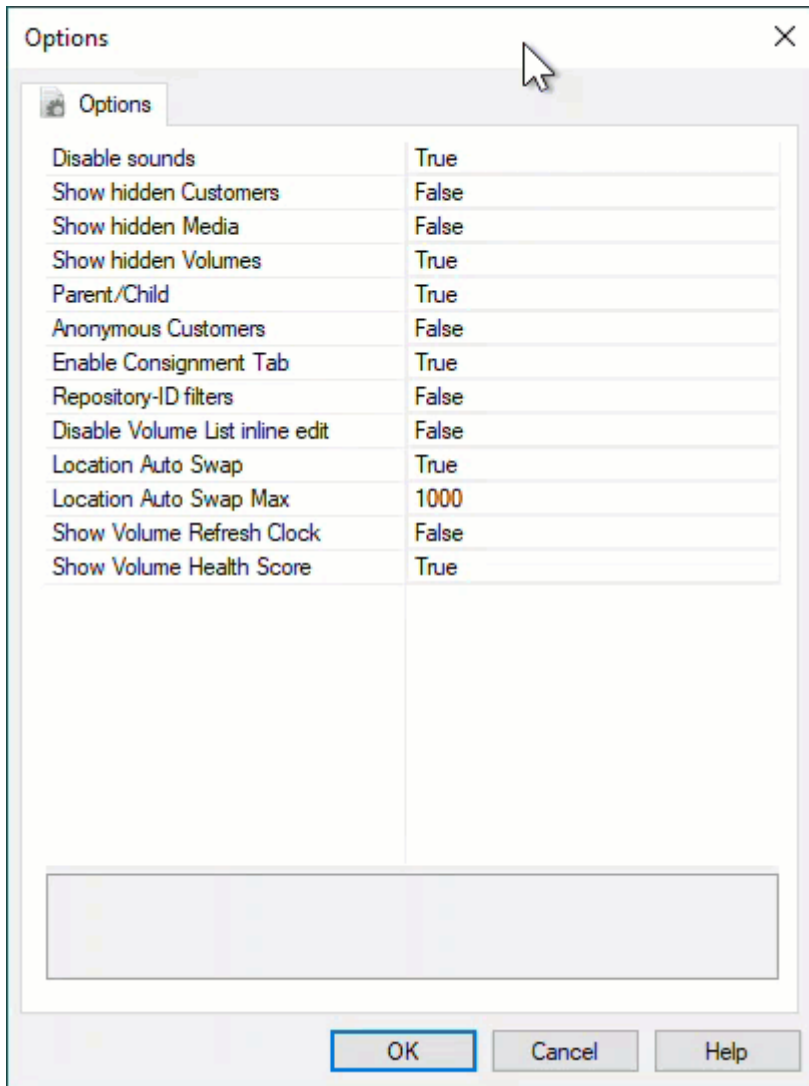 Options
Options
Disable sounds True
Show hidden Customers False
Show hidden Media False
Show hidden Volumes True
Parent/Child True
Anonymous Customers False
Enable Consignment Tab True
Repository-ID filters False
Disable Volume List inline edit False
Location Auto Swap True
Location Auto Swap Max 1000
Show Volume Refresh Clock False
Show Volume Health Score True
OK Cancel Help